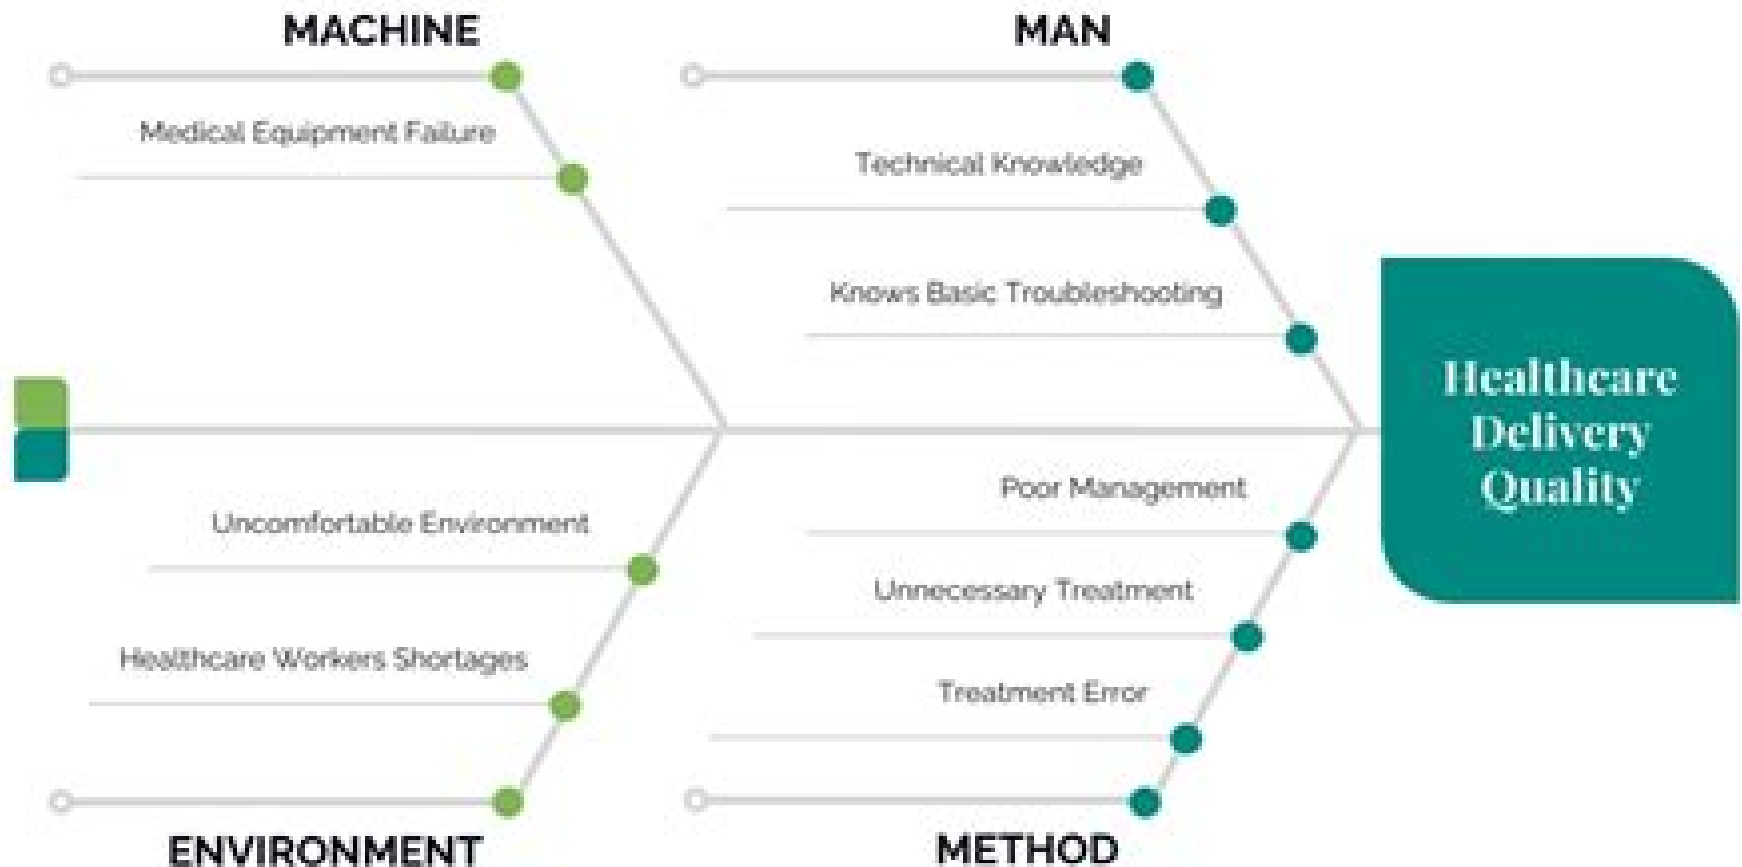 MACHINE
Medical Equipment Failure
MAN
Technical Knowledge
Knows Basic Troubleshooting
Uncomfortable Environment
Healthcare Workers Shortages
ENVIRONMENT
Poor Management
Unnecessary Treatment
Treatment Error
METHOD
Healthcare
Delivery
Quality